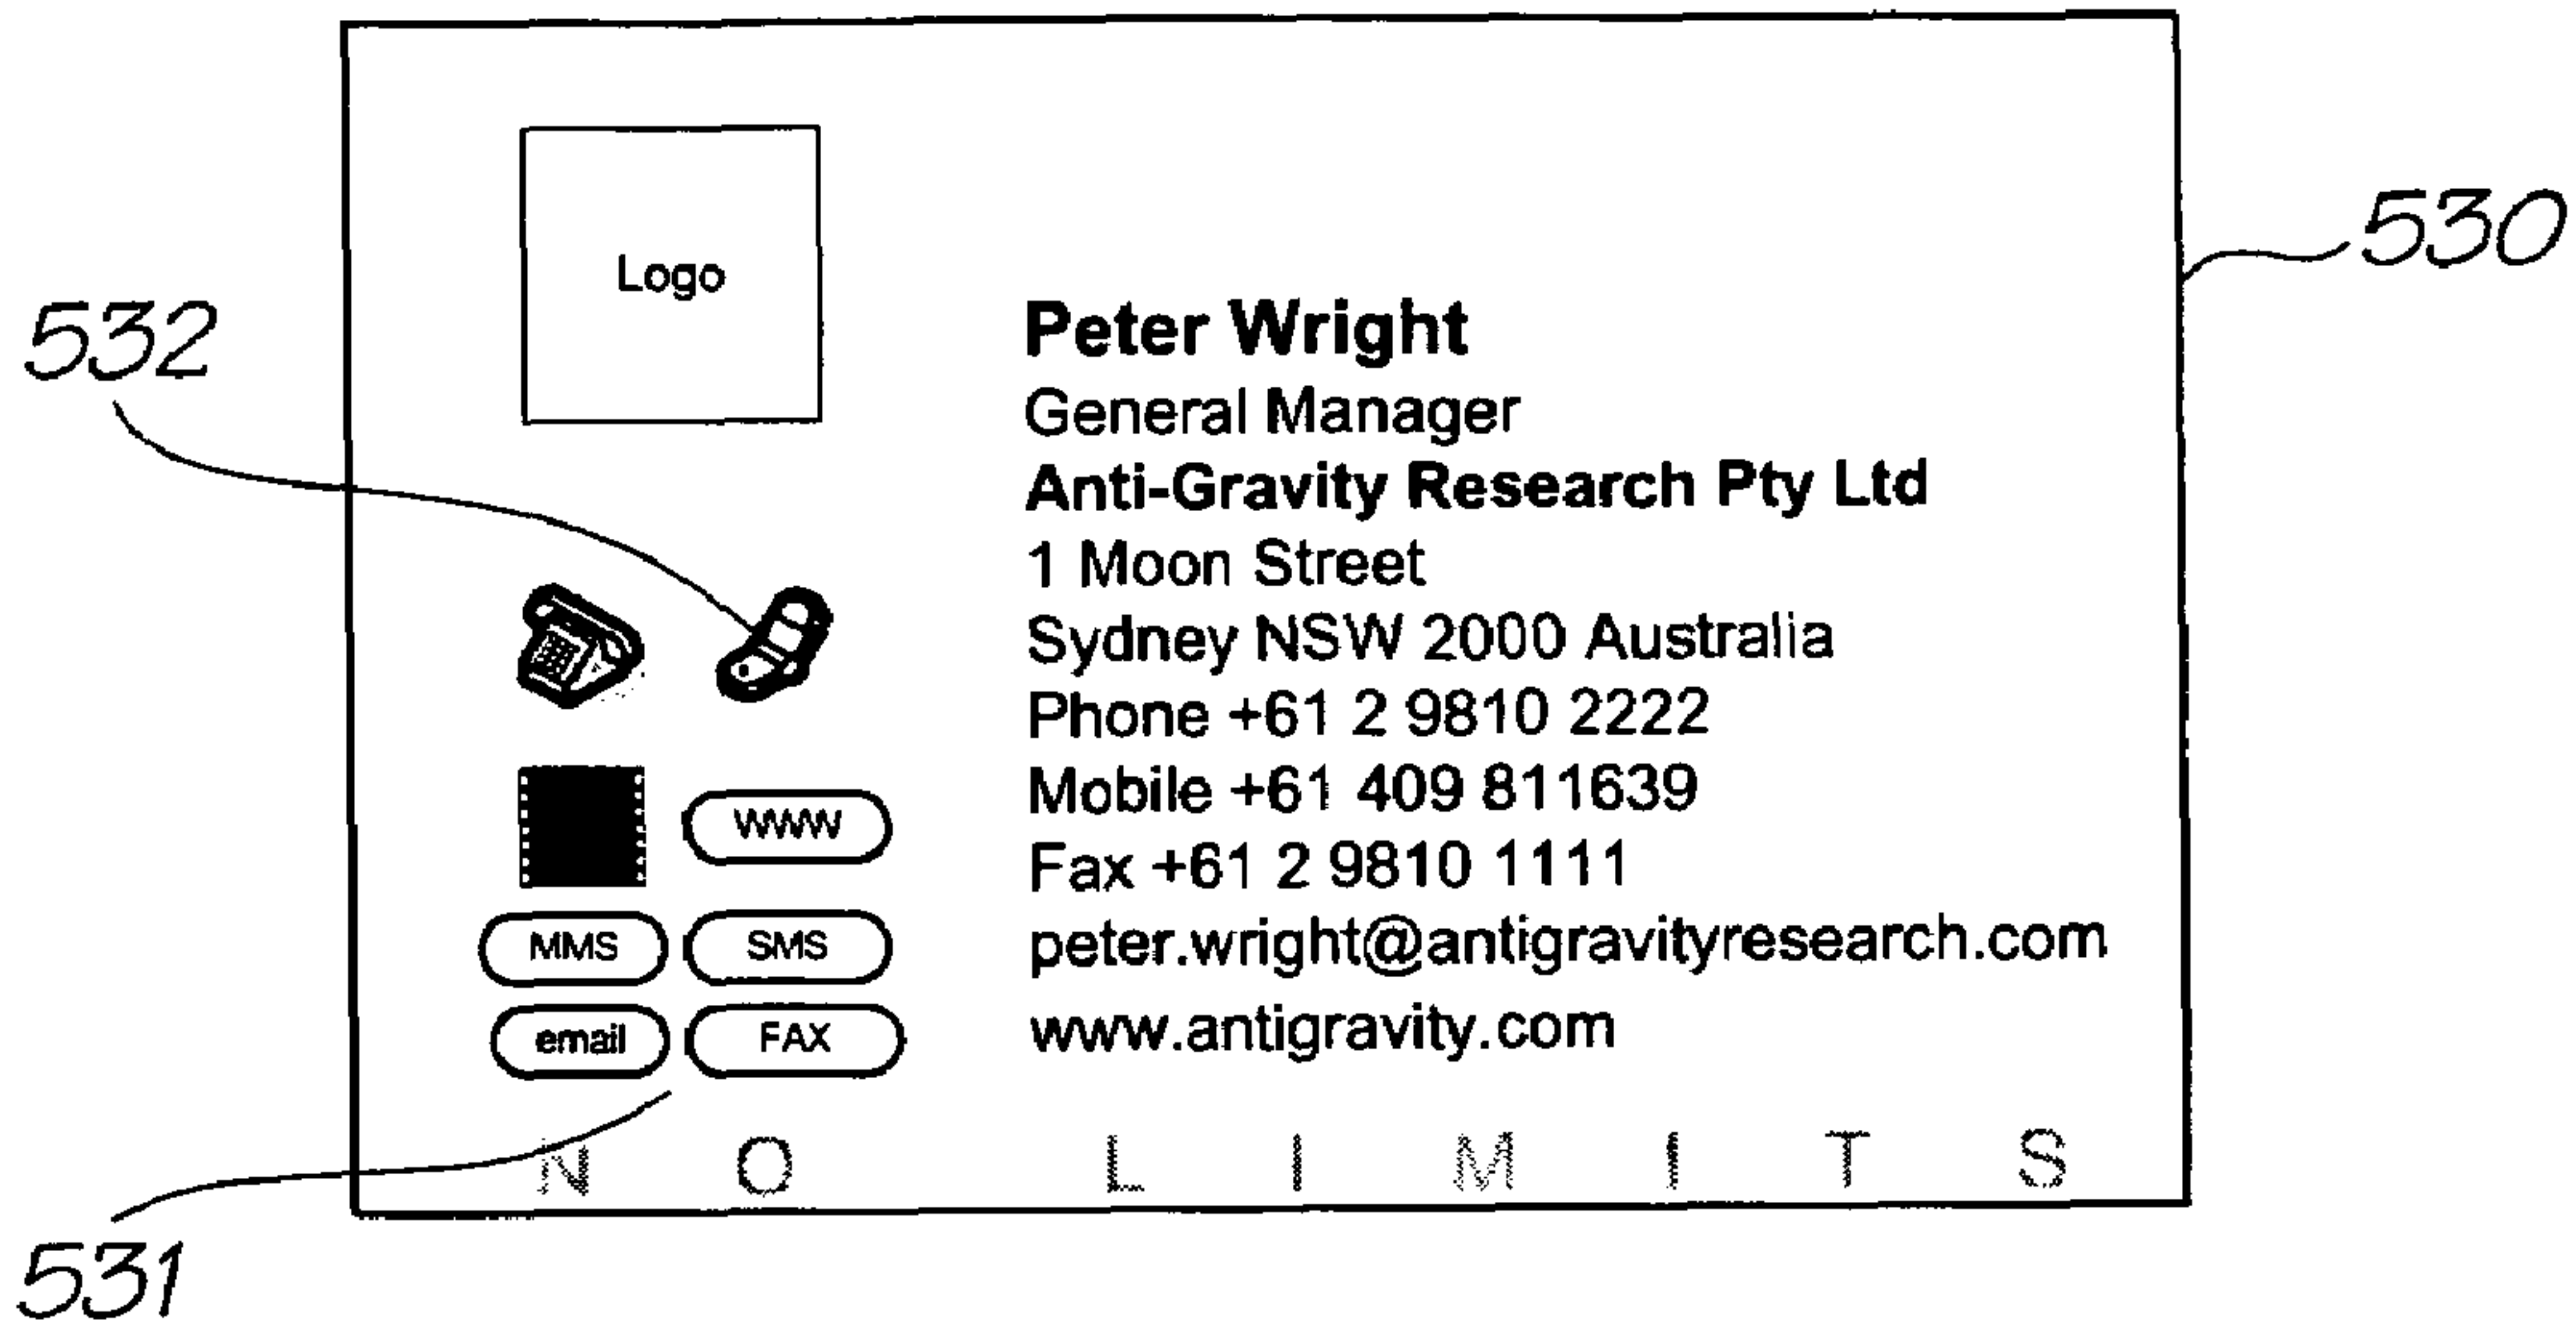 Logo
530
532
Peter Wright
General Manager
Anti-Gravity Research Pty Ltd
1 Moon Street
Sydney NSW 2000 Australia
Phone +61 2 9810 2222
Mobile +61 409 811639
Fax +61 2 9810 1111
peter.wright@antigravityresearch.com
www.antigravity.com
WWW
MMS SMS
email FAX
N O L I M I T S
531